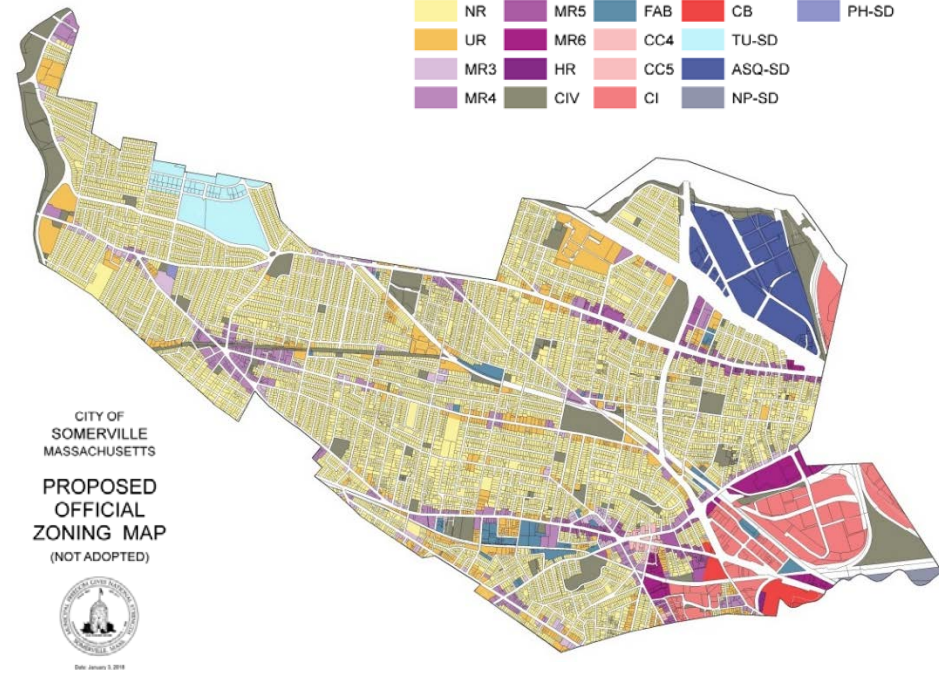 NR MR5 FAB CB PH-SD
UR MR6 CC4 TU-SD
MR3 HR CC5 ASQ-SD
MR4 CIV CI NP-SD
CITY OF
SOMERVILLE
MASSACHUSETTS
PROPOSED
OFFICIAL
ZONING MAP
(NOT ADOPTED)